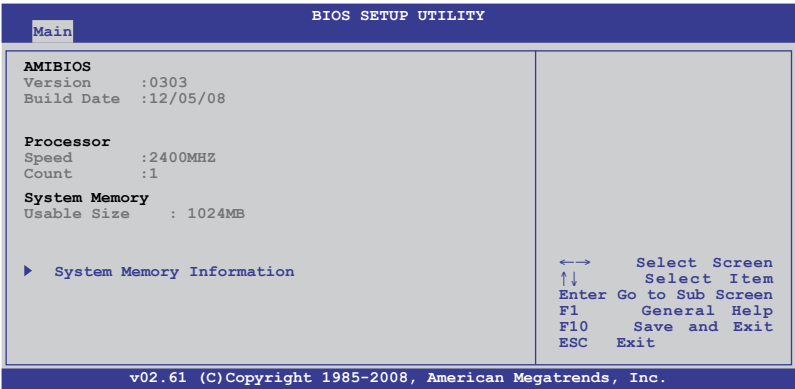 BIOS SETUP UTILITY
Main
AMIBIOS
Version :0303
Build Date :12/05/08
Processor
Speed :2400MHZ
Count :1
System Memory
Usable Size : 1024MB
System Memory Information
←→ Select Screen
↑↓ Select Item
Enter Go to Sub Screen
F1 General Help
F10 Save and Exit
ESC Exit
v02.61 (C)Copyright 1985-2008, American Megatrends, Inc.